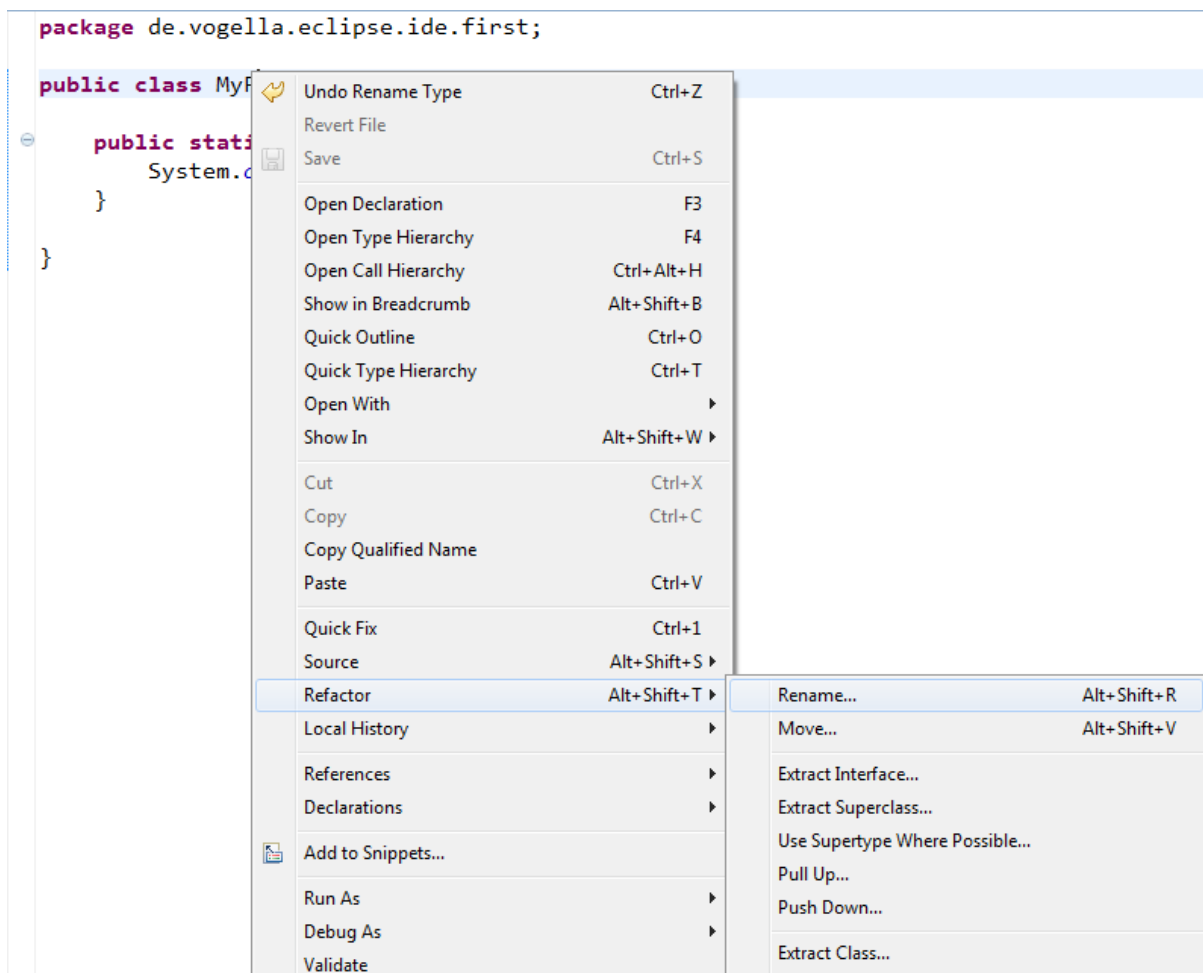 package de.vogella.eclipse.ide.first;
public class MyF
public stati
System.
}
}
Undo Rename Type Ctrl+Z
Revert File
Save Ctrl+S
Open Declaration F3
Open Type Hierarchy F4
Open Call Hierarchy Ctrl+Alt+H
Show in Breadcrumb Alt+Shift+B
Quick Outline Ctrl+O
Quick Type Hierarchy Ctrl+T
Open With
Show In Alt+Shift+W
Cut Ctrl+X
Copy Ctrl+C
Copy Qualified Name
Paste Ctrl+V
Quick Fix Ctrl+1
Source Alt+Shift+S
Refactor Alt+Shift+T
Local History
References
Declarations
Add to Snippets...
Run As
Debug As
Validate
Rename... Alt+Shift+R
Move... Alt+Shift+V
Extract Interface...
Extract Superclass...
Use Supertype Where Possible...
Pull Up...
Push Down...
Extract Class...